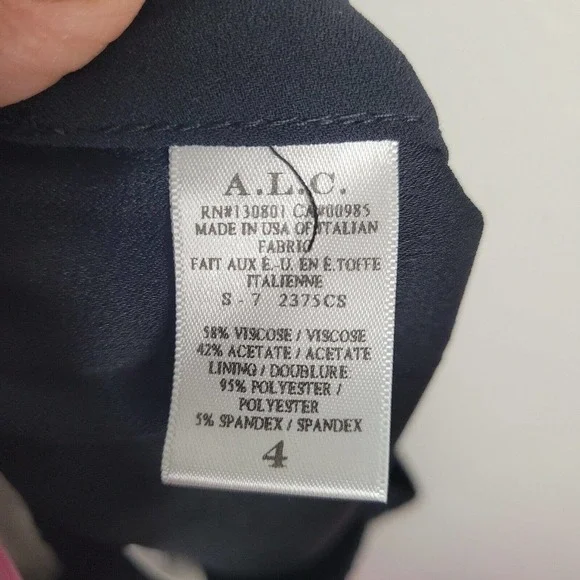 A.L.C.
RN#130801 CA#00985
MADE IN USA OF ITALIAN
FABRIC
FAIT AUX É.-U. EN É.TOFFE
ITALIENNE
S - 7 2375CS
58% VISCOSE / VISCOSE
42% ACETATE / ACETATE
LINING / DOUBLURE
95% POLYESTER /
POLYESTER
5% SPANDEX / SPANDEX
4